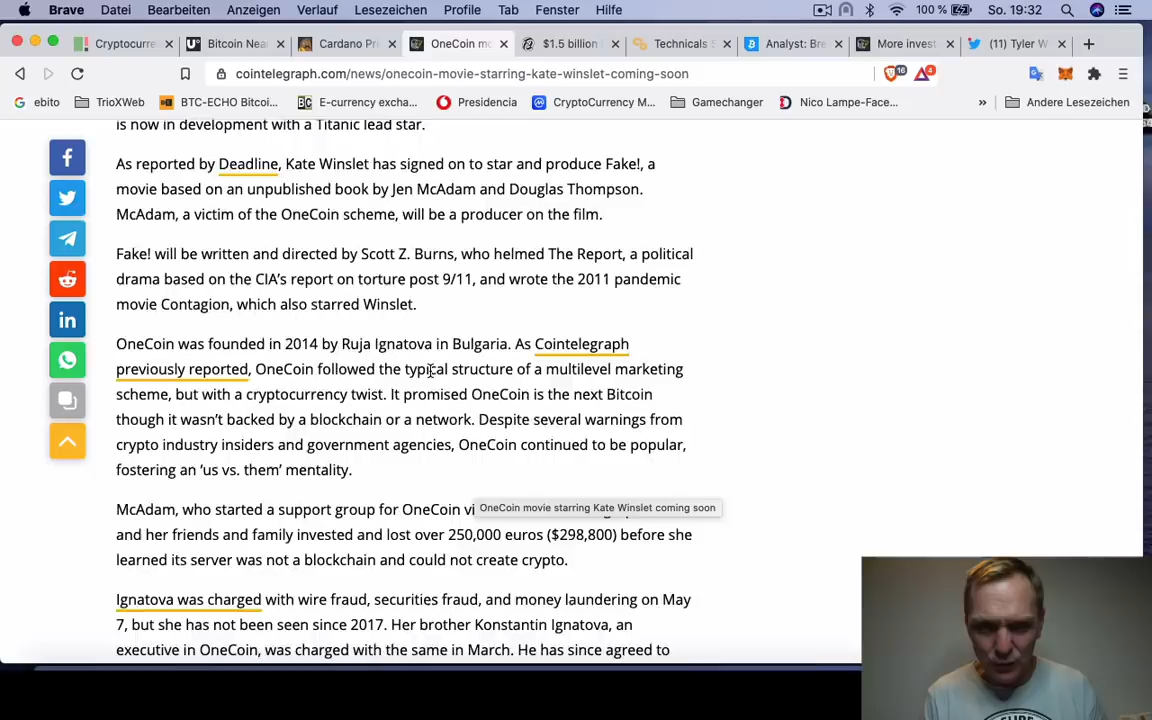 Brave Datei Bearbeiten Anzeigen Verlauf Lesezeichen Profile Tab Fenster Hilfe 100 % So. 19:32
Cryptocurre Bitcoin Nea Cardano Pri OneCoin mo $1.5 billion Technicals S Analyst: Bre More invest (11) Tyler W
cointelegraph.com/news/onecoin-movie-starring-kate-winslet-coming-soon 16 4
ebito TrioXWeb BTC-ECHO Bitcoi... E-currency excha... Presidencia CryptoCurrency M... Gamechanger Nico Lampe-Face... » Andere Lesezeichen
is now in development with a Titanic lead star.
As reported by Deadline, Kate Winslet has signed on to star and produce Fake!, a
movie based on an unpublished book by Jen McAdam and Douglas Thompson.
McAdam, a victim of the OneCoin scheme, will be a producer on the film.
Fake! will be written and directed by Scott Z. Burns, who helmed The Report, a political
drama based on the CIA's report on torture post 9/11, and wrote the 2011 pandemic
movie Contagion, which also starred Winslet.
OneCoin was founded in 2014 by Ruja Ignatova in Bulgaria. As Cointelegraph
previously reported, OneCoin followed the typical structure of a multilevel marketing
scheme, but with a cryptocurrency twist. It promised OneCoin is the next Bitcoin
though it wasn't backed by a blockchain or a network. Despite several warnings from
crypto industry insiders and government agencies, OneCoin continued to be popular,
fostering an 'us vs. them' mentality.
McAdam, who started a support group for OneCoin vi
OneCoin movie starring Kate Winslet coming soon
and her friends and family invested and lost over 250,000 euros ($298,800) before she
learned its server was not a blockchain and could not create crypto.
Ignatova was charged with wire fraud, securities fraud, and money laundering on May
7, but she has not been seen since 2017. Her brother Konstantin Ignatova, an
executive in OneCoin, was charged with the same in March. He has since agreed to